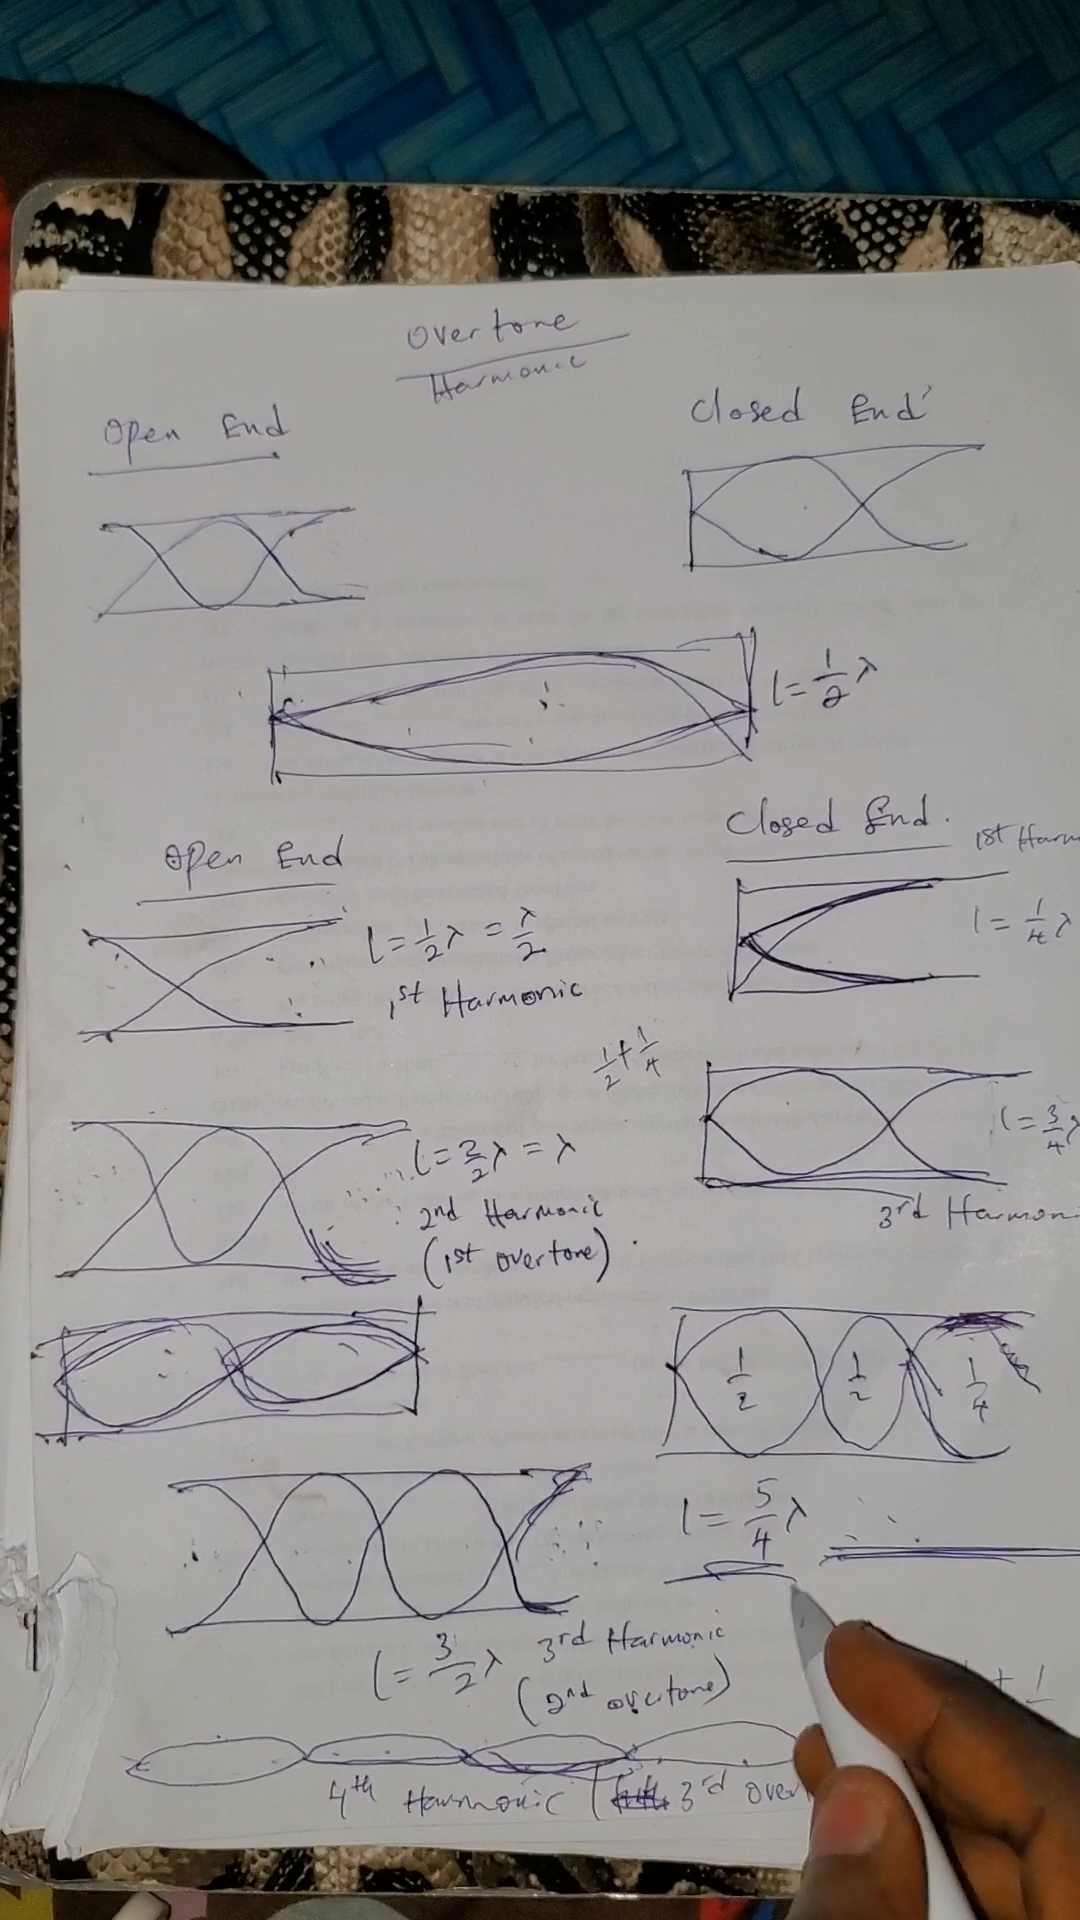 Overtone
Harmonic
Open End
Closed End
l = 1/2 λ
Open End
Closed End.
1st Harm
l = 1/2 λ = λ/2
1st Harmonic
l = 1/4 λ
1/2 + 1/4
l = 2/2 λ = λ
2nd Harmonic
(1st overtone)
l = 3/4 λ
3rd Harmoni
1/2 1/2 1/4
l = 5/4 λ
l = 3/2 λ 3rd Harmonic
(2nd overtone)
+ 1
4th Harmonic ( 3rd over